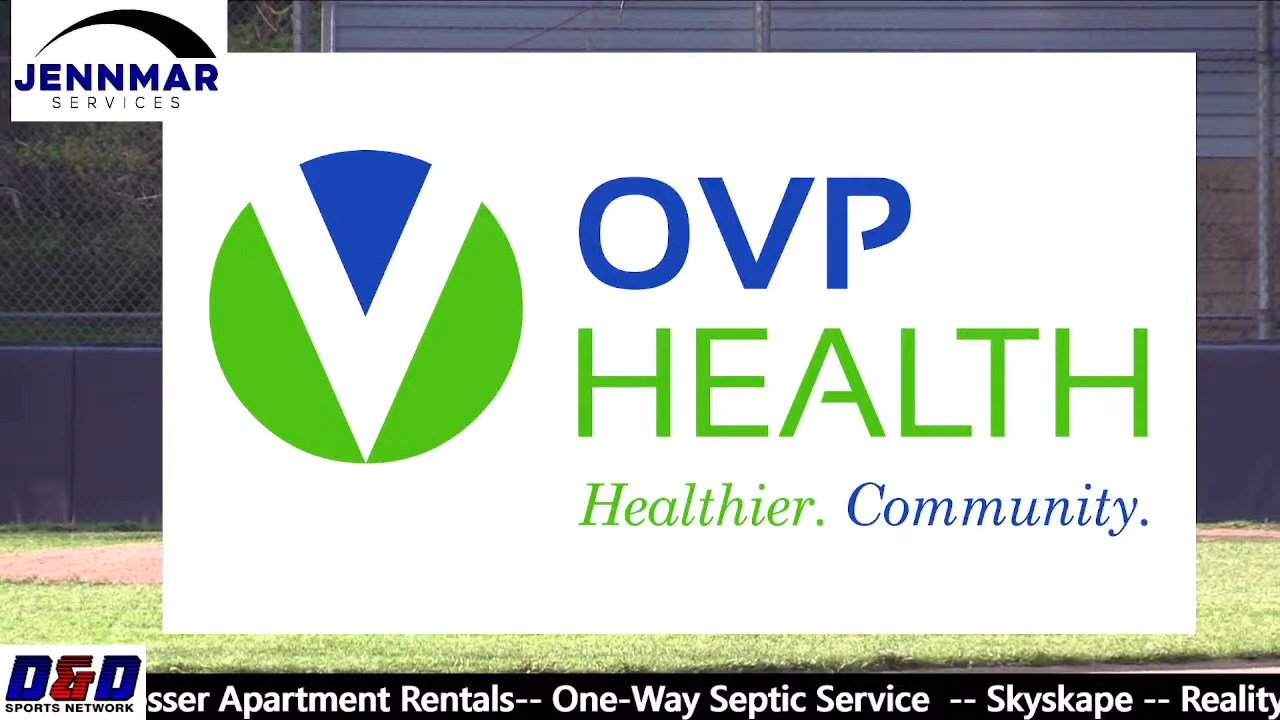 JENNMAR
SERVICES
OVP
HEALTH
Healthier. Community.
D&D
SPORTS NETWORK
Apartment Rentals-- One-Way Septic Service -- Skyskape -- Reality